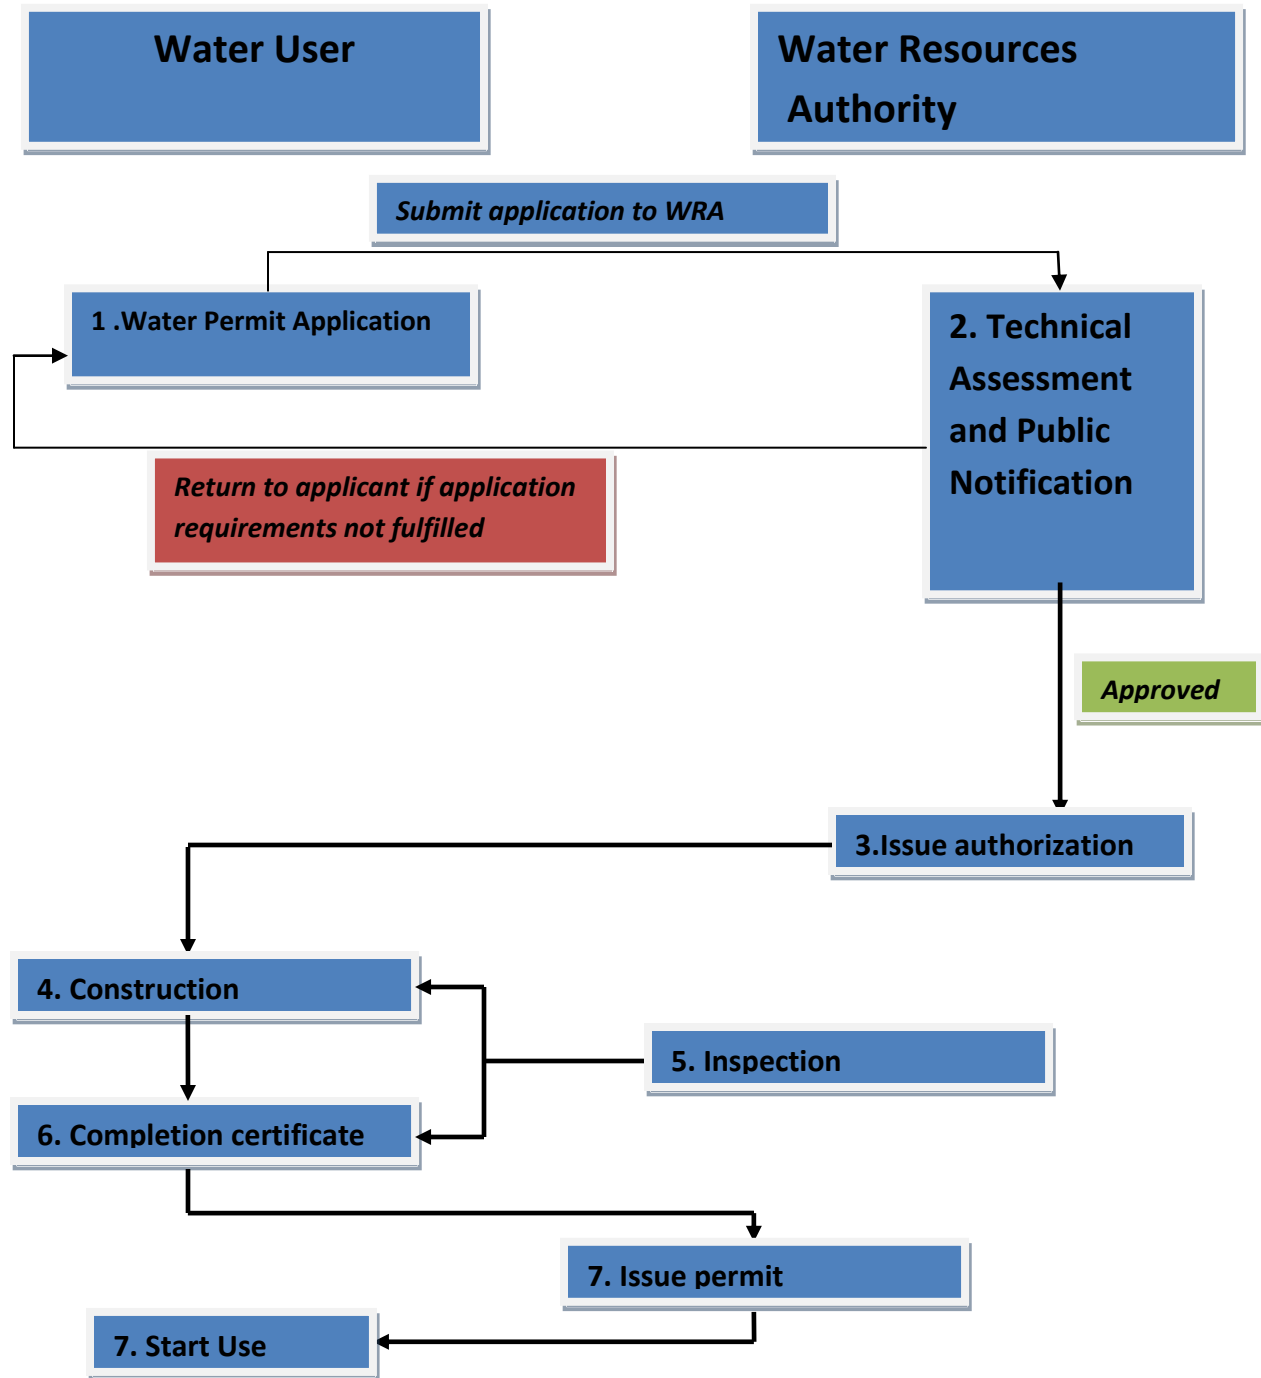 Water User
Water Resources
Authority
Submit application to WRA
1 .Water Permit Application
2. Technical
Assessment
and Public
Notification
Return to applicant if application
requirements not fulfilled
Approved
3.Issue authorization
4. Construction
5. Inspection
6. Completion certificate
7. Issue permit
7. Start Use